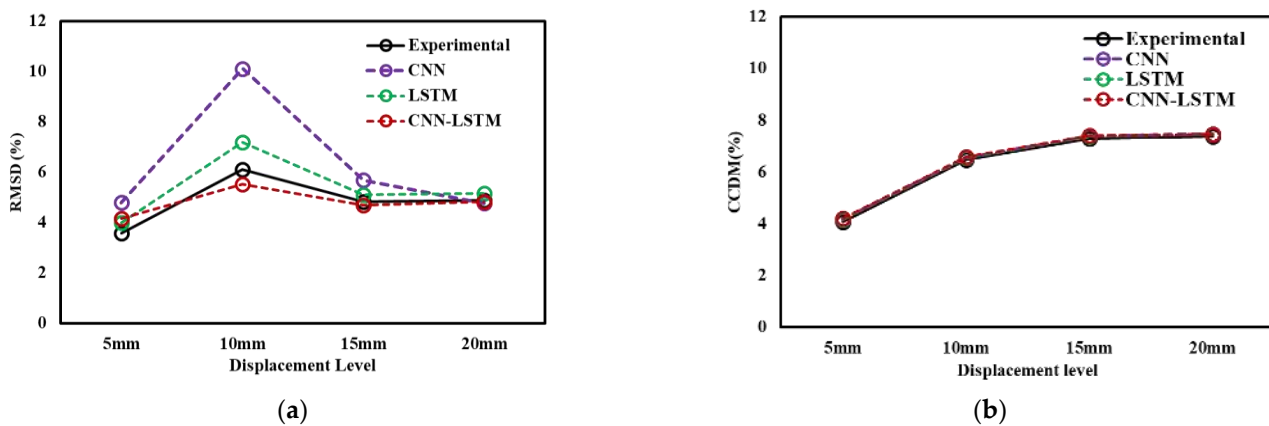 12
10
8
6
4
2
0
RMSD (%)
Experimental
CNN
LSTM
CNN-LSTM
5mm 10mm 15mm 20mm
Displacement Level
(a)
12
10
8
6
4
2
0
CCDM(%)
Experimental
CNN
LSTM
CNN-LSTM
5mm 10mm 15mm 20mm
Displacement level
(b)